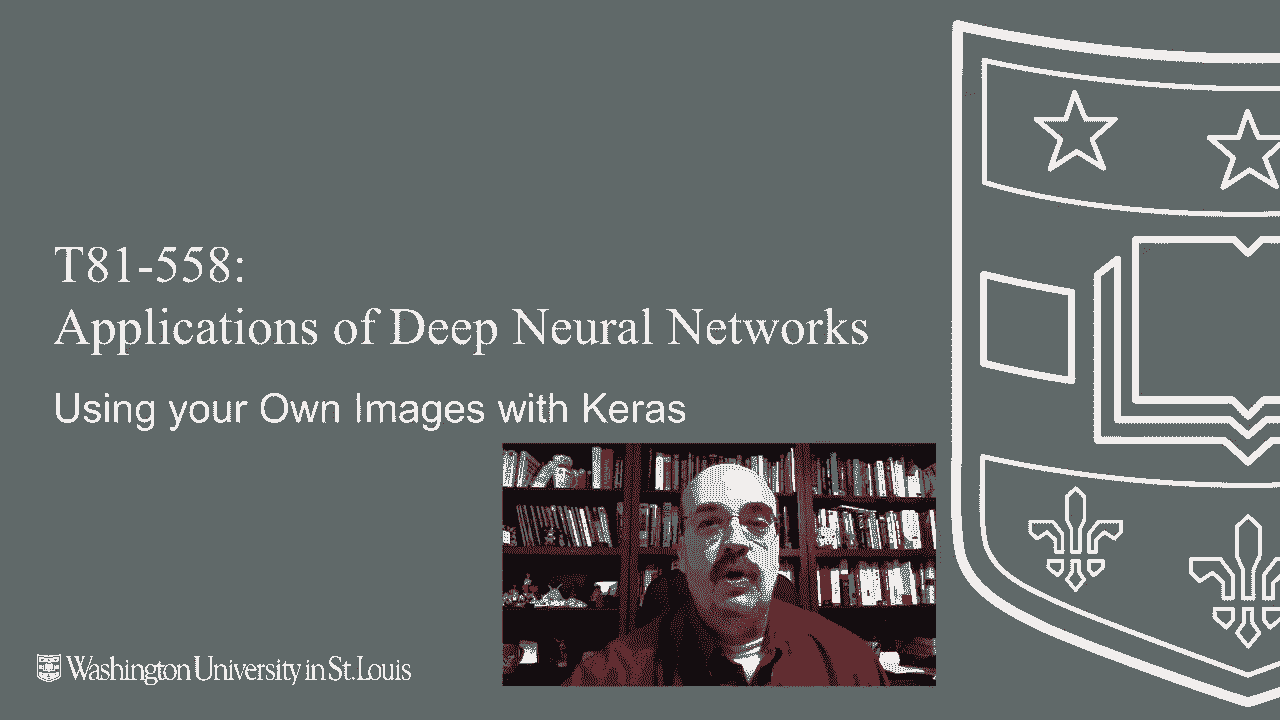 T81-558:
Applications of Deep Neural Networks
Using your Own Images with Keras
Washington University in St. Louis